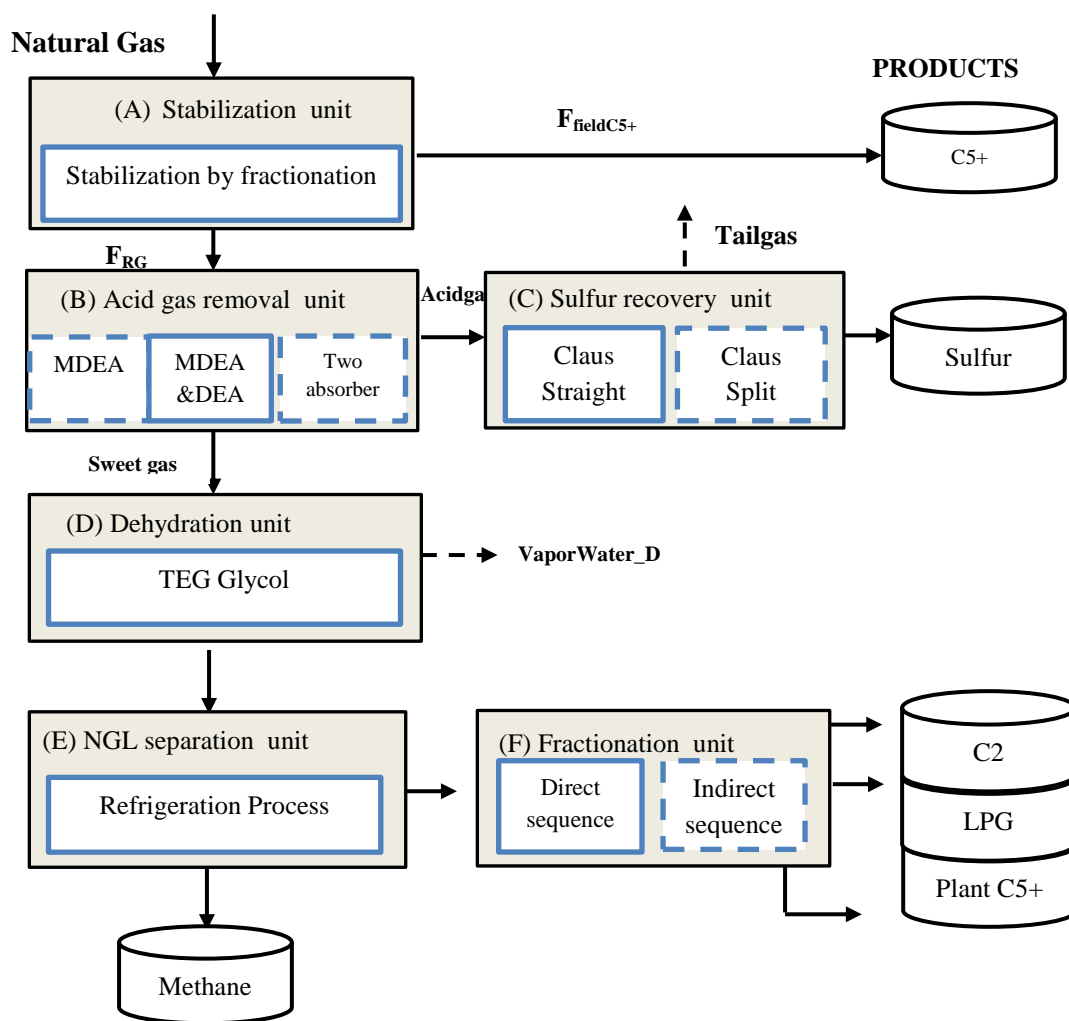 Natural Gas
PRODUCTS
(A) Stabilization unit
Stabilization by fractionation
F_fieldC5+
C5+
F_RG
Tailgas
(B) Acid gas removal unit
MDEA
MDEA
&DEA
Two
absorber
Acidga
(C) Sulfur recovery unit
Claus
Straight
Claus
Split
Sulfur
Sweet gas
(D) Dehydration unit
TEG Glycol
VaporWater_D
(E) NGL separation unit
Refrigeration Process
(F) Fractionation unit
Direct
sequence
Indirect
sequence
C2
LPG
Plant C5+
Methane